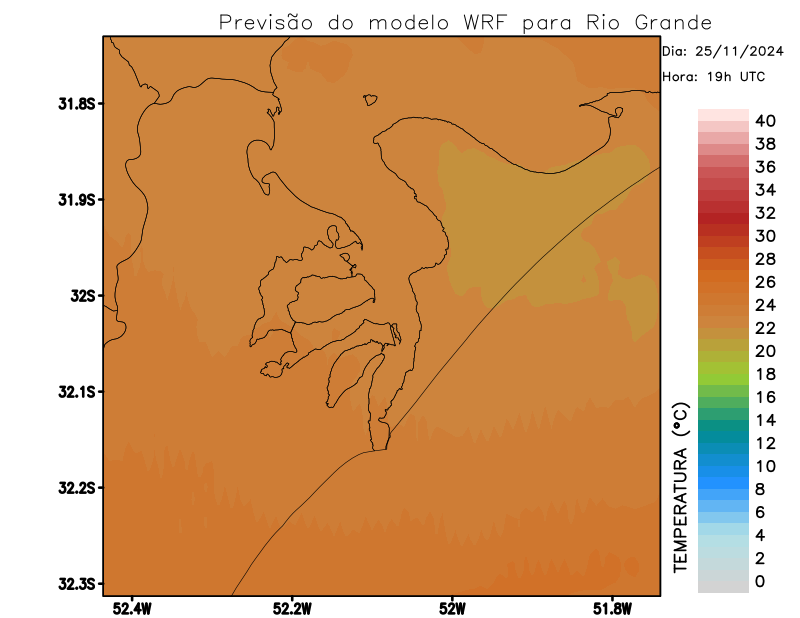 Previsão do modelo WRF para Rio Grande
Dia: 25/11/2024
Hora: 19h UTC
31.8S
31.9S
32S
32.1S
32.2S
32.3S
52.4W
52.2W
52W
51.8W
TEMPERATURA (°C)
40
38
36
34
32
30
28
26
24
22
20
18
16
14
12
10
8
6
4
2
0